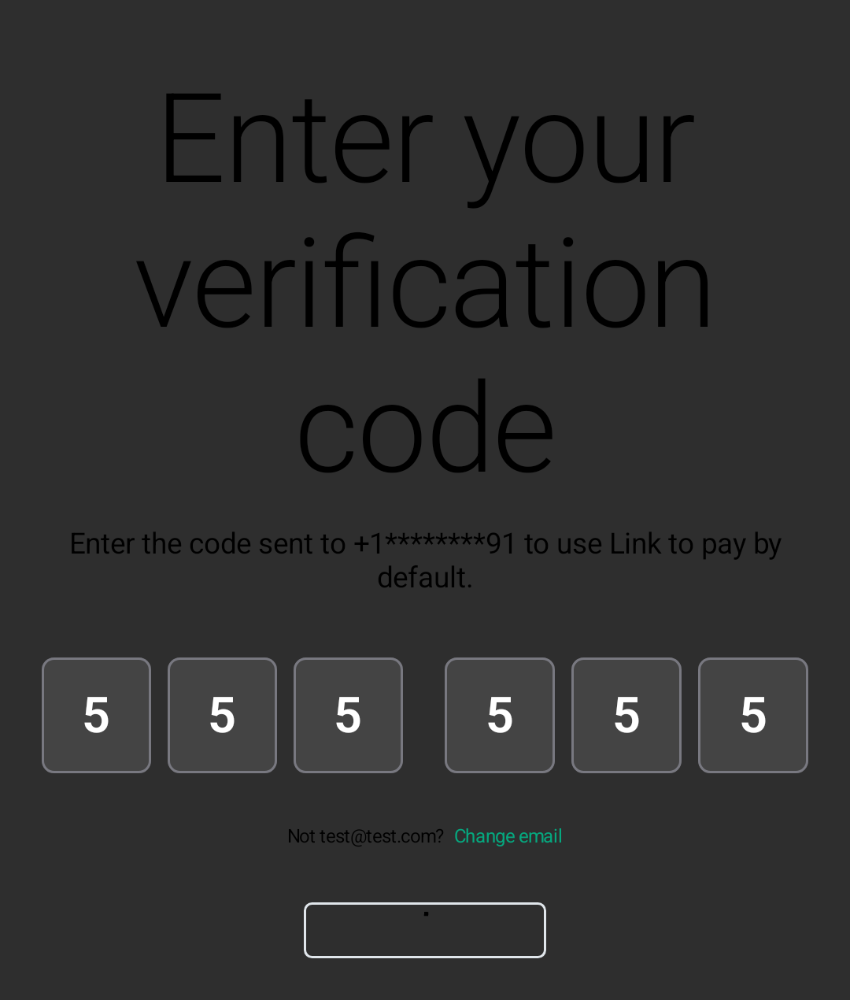 Enter your
verification
code
Enter the code sent to +1********91 to use Link to pay by
default.
5 5 5 5 5 5
Not test@test.com? Change email